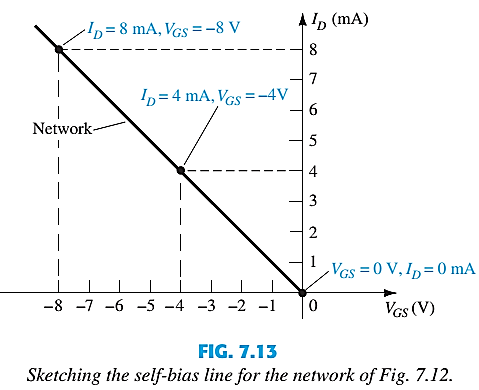 I_D (mA)
I_D = 8 mA, V_GS = –8 V
8
7
I_D = 4 mA, V_GS = –4V
6
Network
5
4
3
2
1
V_GS = 0 V, I_D = 0 mA
–8 –7 –6 –5 –4 –3 –2 –1 0 V_GS (V)
FIG. 7.13
Sketching the self-bias line for the network of Fig. 7.12.